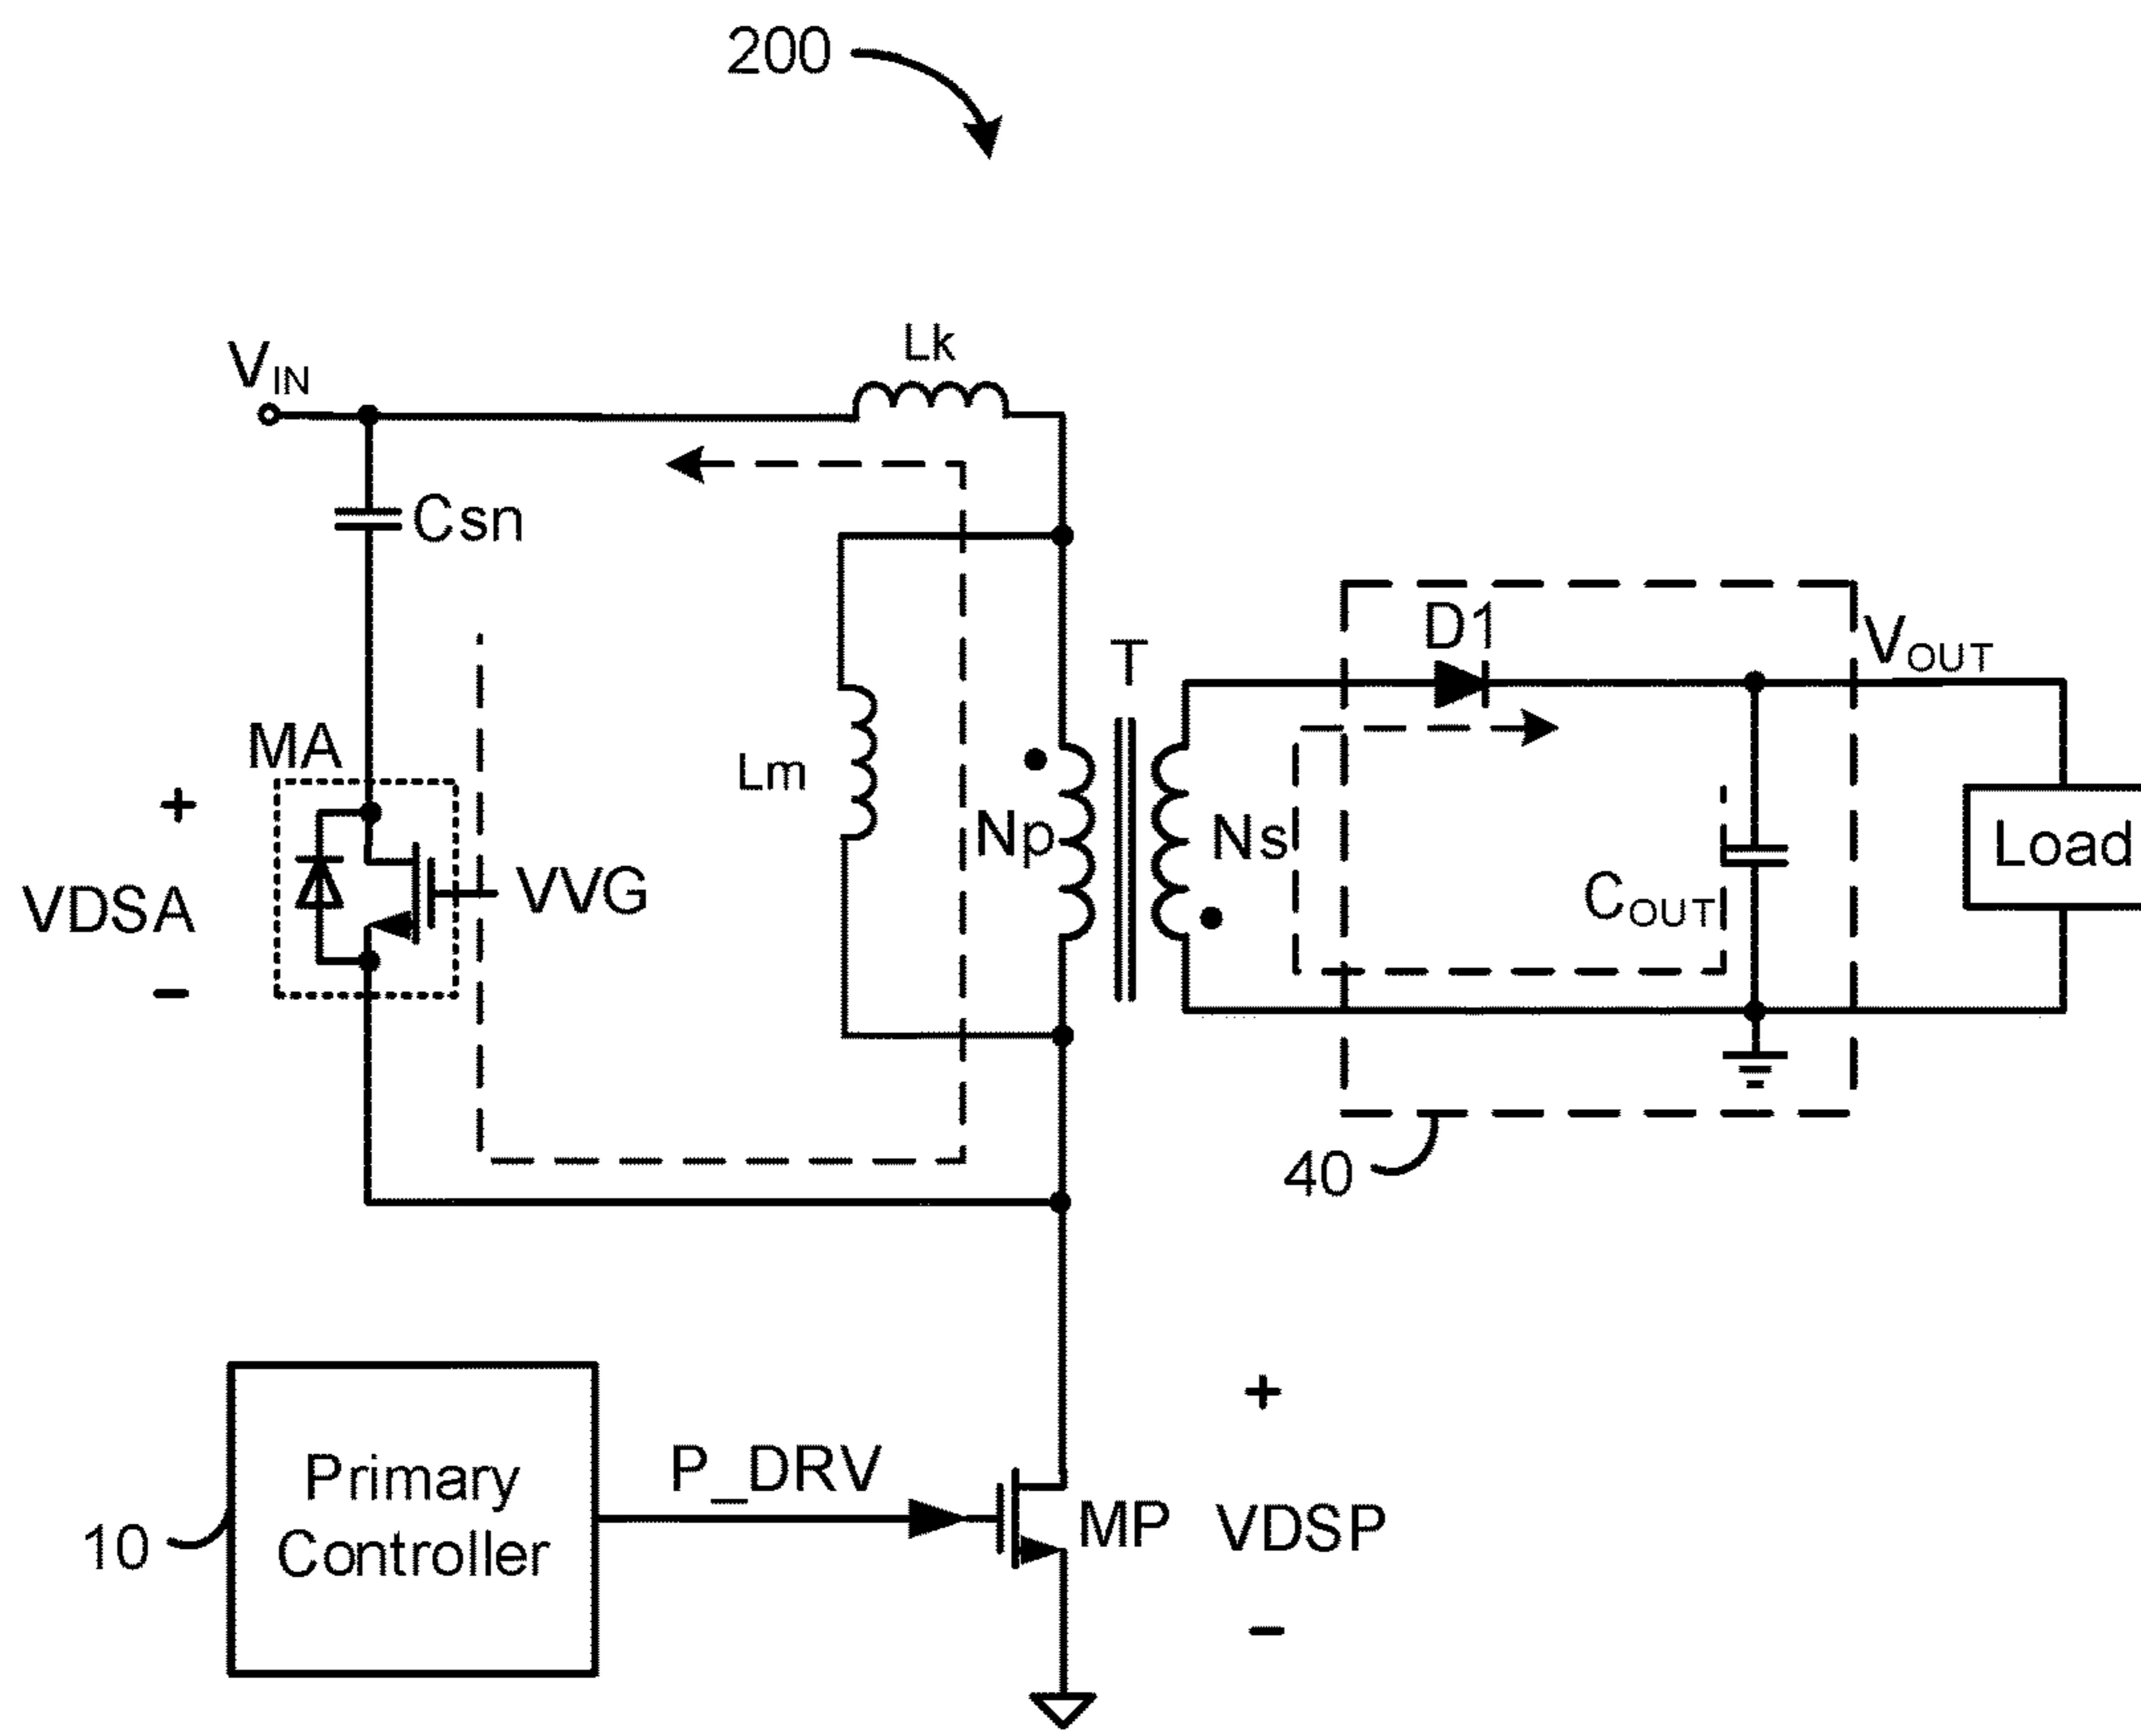 200
Lk
VIN
Csn
D1
VOUT
T
MA
Lm
+
Np
Ns
Load
VDSA
VVG
COUT
−
40
+
Primary
Controller
P_DRV
10
MP
VDSP
−